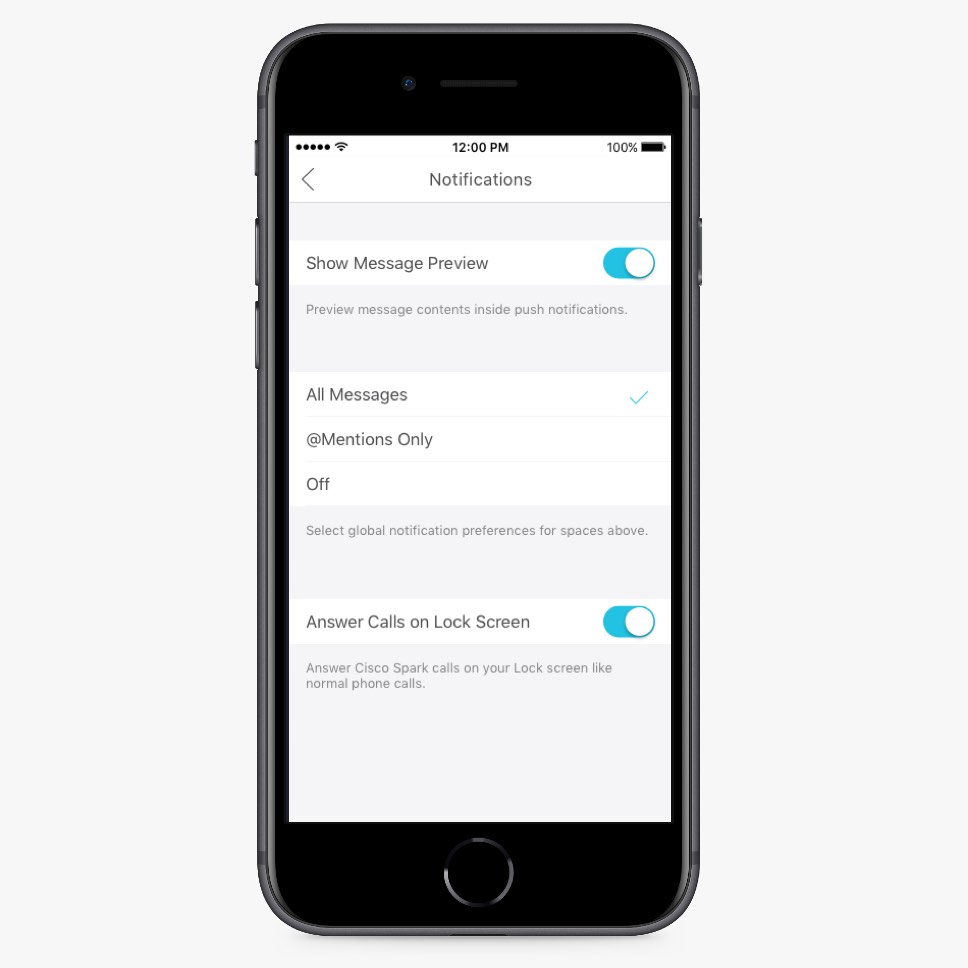 12:00 PM 100%
Notifications
Show Message Preview
Preview message contents inside push notifications.
All Messages
@Mentions Only
Off
Select global notification preferences for spaces above.
Answer Calls on Lock Screen
Answer Cisco Spark calls on your Lock screen like
normal phone calls.